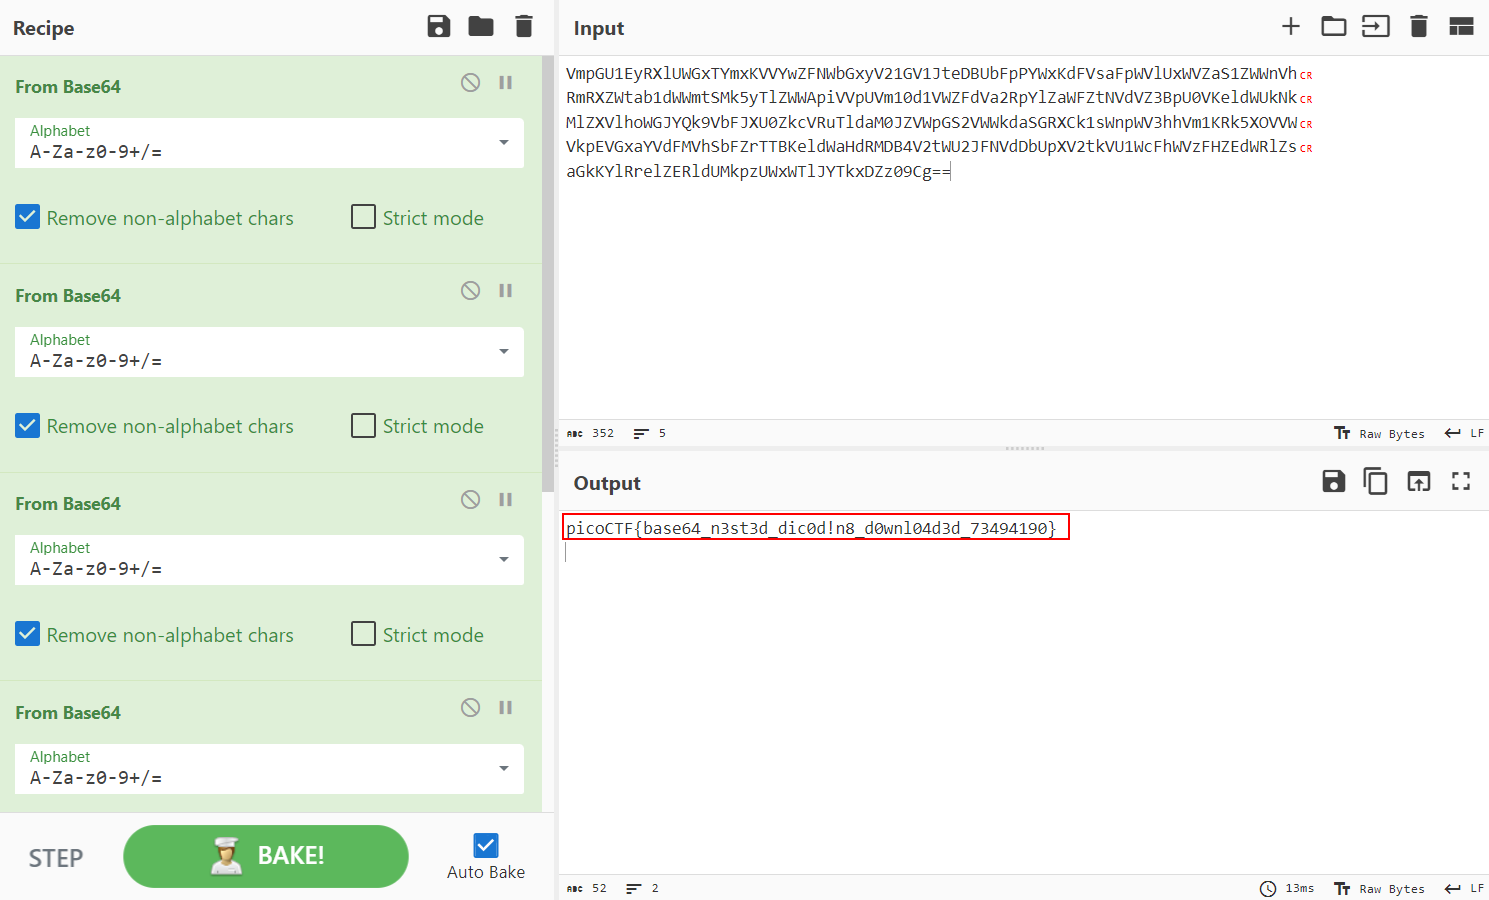 Recipe
From Base64
Alphabet
A-Za-z0-9+/=
Remove non-alphabet chars
Strict mode
From Base64
Alphabet
A-Za-z0-9+/=
Remove non-alphabet chars
Strict mode
From Base64
Alphabet
A-Za-z0-9+/=
Remove non-alphabet chars
Strict mode
From Base64
Alphabet
A-Za-z0-9+/=
STEP
BAKE!
Auto Bake
Input
VmpGU1EyRXlUWGxTYmxKVVYwZFNWbGxyV21GV1JteDBUbFpPYWxKdFVsaFpWVlUxWVZaS1ZWWnVh CR
RmRXZWtab1dWWmtSMk5yTlZWWApiVVpUVm10d1VWZFdVa2RpYlZaWFZtNVdVZ3BpU0VKeldWUkNk CR
MlZXVlhoWGJYQk9VbFJXU0ZkcVRuTldaM0JZVWpGS2VWWkdaSGRXCk1sWnpWV3hhVm1KRk5XOVVW CR
VkpEVGxaYVdFMVhSbFZrTTBKeldWaHdRMDB4V2tWU2JFNVdDbUpXV2tkVU1WcFhWVzFHZEdWRlZs CR
aGkKYlRrelZERldUMkpzUWxWTlJYTkxDZz09Cg==
ABC 352
5
Raw Bytes
LF
Output
picoCTF{base64_n3st3d_dic0d!n8_d0wnl04d3d_73494190}
ABC 52
2
13ms
Raw Bytes
LF